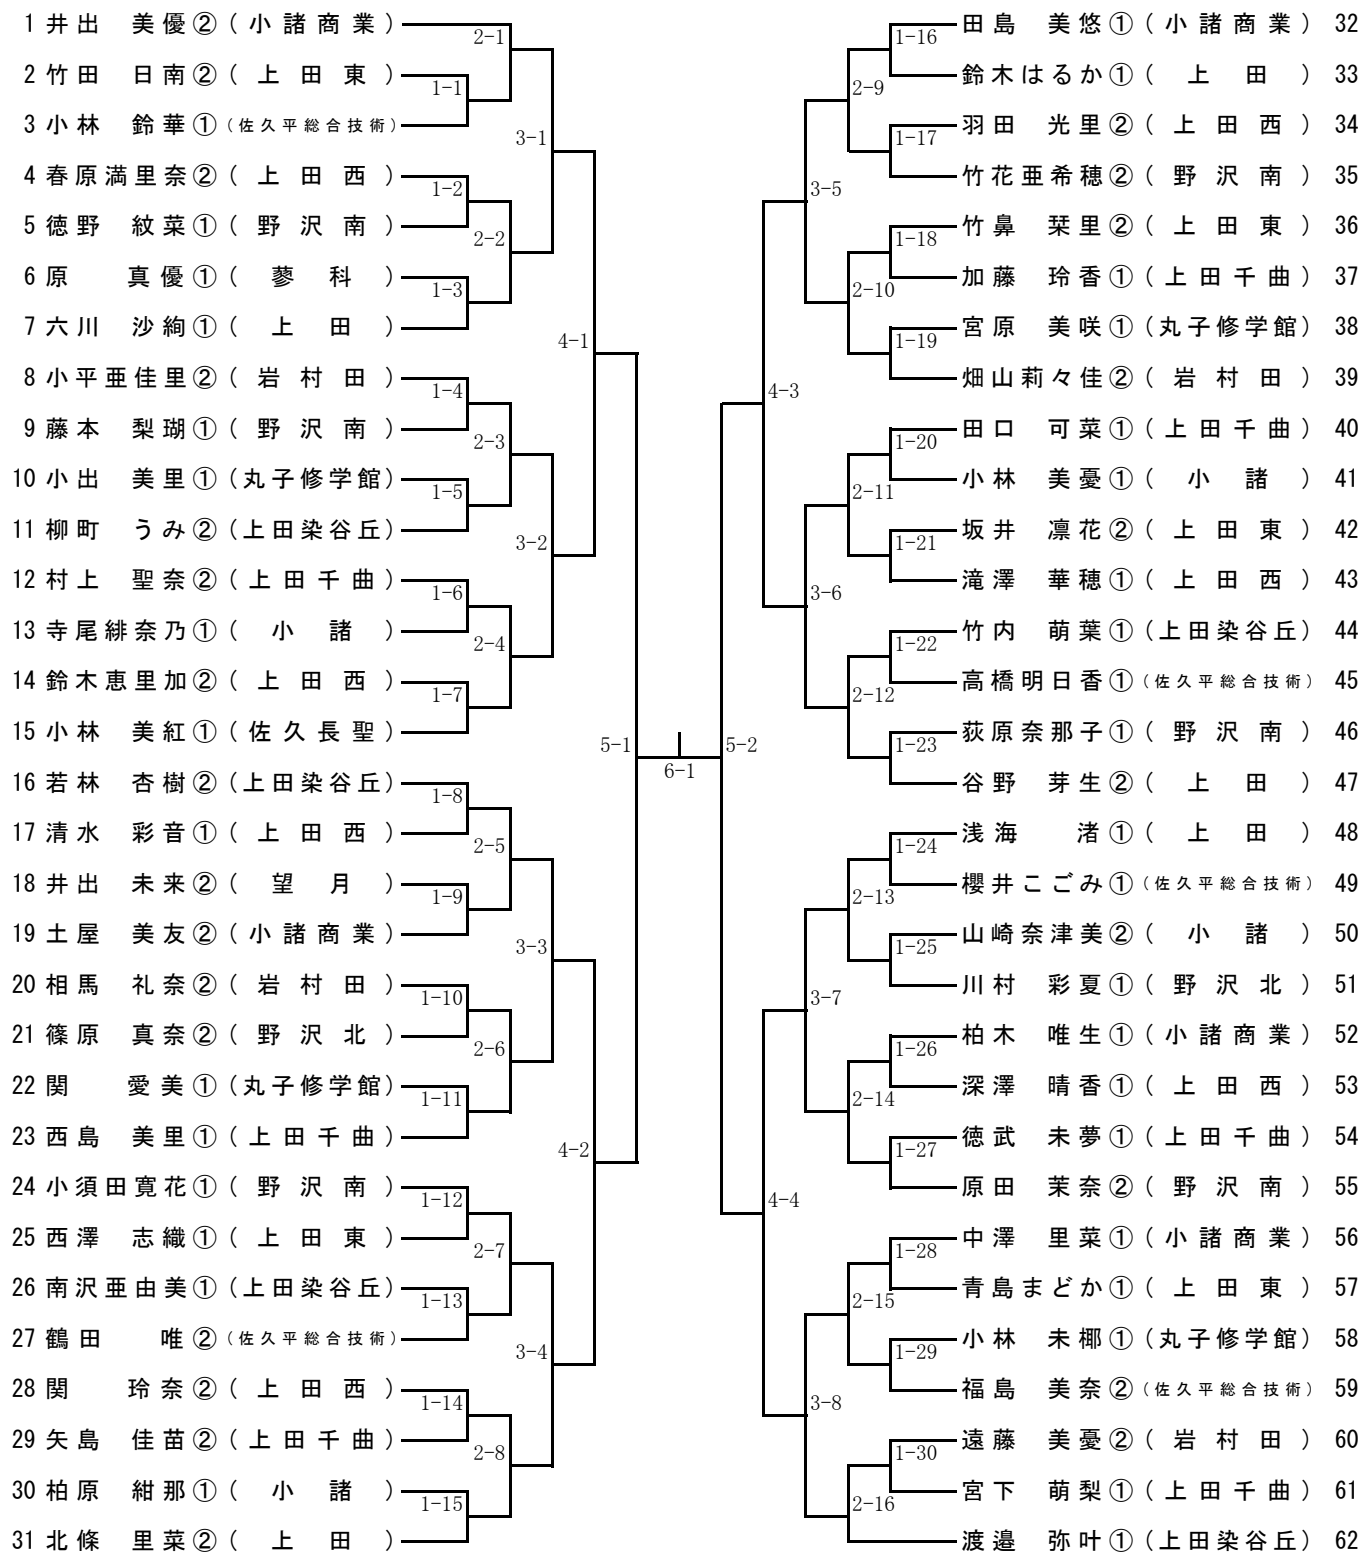 1 井出 美優② (小諸商業)
2-1
2 竹田 日南② (上田東)
1-1
3 小林 鈴華① (佐久平総合技術)
3-1
4 春原満里奈② (上田西)
1-2
5 徳野 紋菜① (野沢南)
2-2
6 原 真優① (蓼科)
1-3
7 六川 沙絢① (上田)
4-1
8 小平亜佳里② (岩村田)
1-4
9 藤本 梨瑚① (野沢南)
2-3
10 小出 美里① (丸子修学館)
1-5
11 柳町 うみ② (上田染谷丘)
3-2
12 村上 聖奈② (上田千曲)
1-6
13 寺尾緋奈乃① (小諸)
2-4
14 鈴木恵里加② (上田西)
1-7
15 小林 美紅① (佐久長聖)
5-1
16 若林 杏樹② (上田染谷丘)
1-8
17 清水 彩音① (上田西)
2-5
18 井出 未来② (望月)
1-9
19 土屋 美友② (小諸商業)
3-3
20 相馬 礼奈② (岩村田)
1-10
21 篠原 真奈② (野沢北)
2-6
22 関 愛美① (丸子修学館)
1-11
23 西島 美里① (上田千曲)
4-2
24 小須田寛花① (野沢南)
1-12
25 西澤 志織① (上田東)
2-7
26 南沢亜由美① (上田染谷丘)
1-13
27 鶴田 唯② (佐久平総合技術)
3-4
28 関 玲奈② (上田西)
1-14
29 矢島 佳苗② (上田千曲)
2-8
30 柏原 紺那① (小諸)
1-15
31 北條 里菜② (上田)
6-1
田島 美悠① (小諸商業) 32
1-16
鈴木はるか① (上田) 33
2-9
羽田 光里② (上田西) 34
1-17
竹花亜希穂② (野沢南) 35
3-5
竹鼻 栞里② (上田東) 36
1-18
加藤 玲香① (上田千曲) 37
2-10
宮原 美咲① (丸子修学館) 38
1-19
畑山莉々佳② (岩村田) 39
4-3
田口 可菜① (上田千曲) 40
1-20
小林 美憂① (小諸) 41
2-11
坂井 凛花② (上田東) 42
1-21
滝澤 華穂① (上田西) 43
3-6
竹内 萌葉① (上田染谷丘) 44
1-22
高橋明日香① (佐久平総合技術) 45
2-12
荻原奈那子① (野沢南) 46
1-23
谷野 芽生② (上田) 47
5-2
浅海 渚① (上田) 48
1-24
櫻井こごみ① (佐久平総合技術) 49
2-13
山崎奈津美② (小諸) 50
1-25
川村 彩夏① (野沢北) 51
3-7
柏木 唯生① (小諸商業) 52
1-26
深澤 晴香① (上田西) 53
2-14
徳武 未夢① (上田千曲) 54
1-27
原田 茉奈② (野沢南) 55
4-4
中澤 里菜① (小諸商業) 56
1-28
青島まどか① (上田東) 57
2-15
小林 未椰① (丸子修学館) 58
1-29
福島 美奈② (佐久平総合技術) 59
3-8
遠藤 美憂② (岩村田) 60
1-30
宮下 萌梨① (上田千曲) 61
2-16
渡邉 弥叶① (上田染谷丘) 62